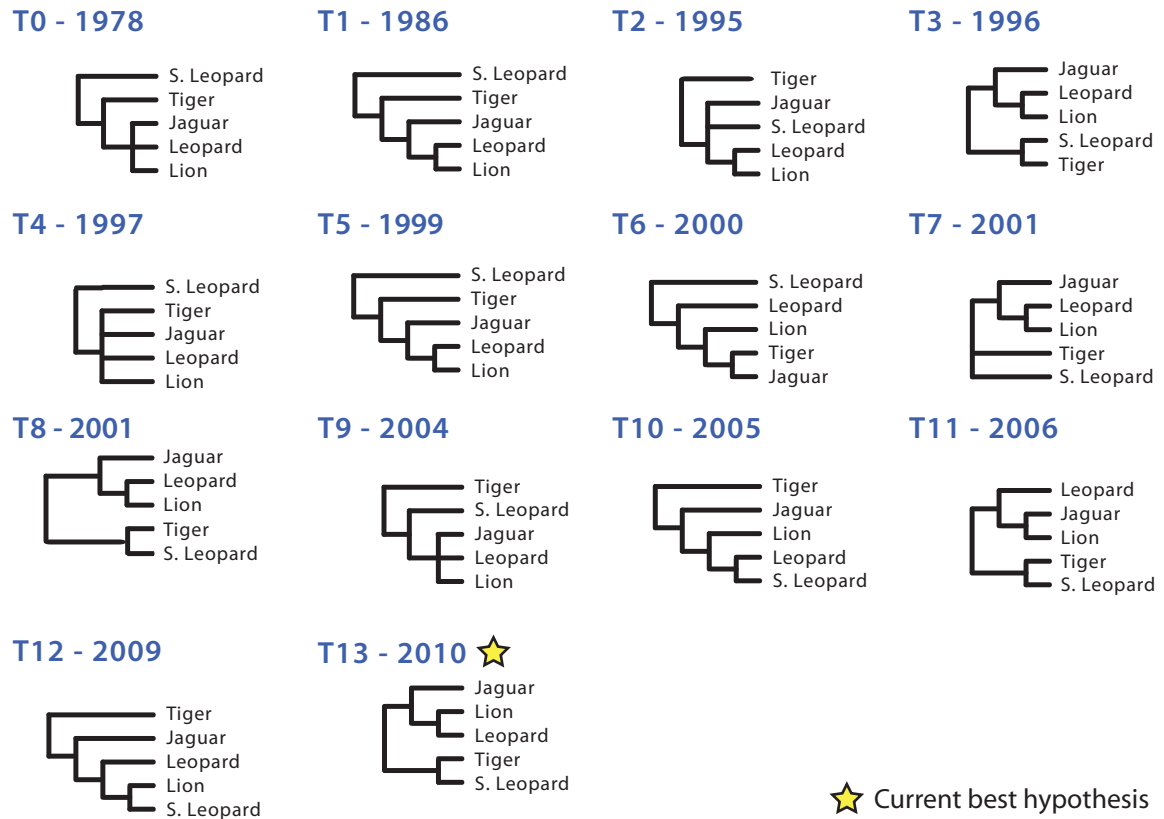 T0 - 1978
S. Leopard
Tiger
Jaguar
Leopard
Lion
T1 - 1986
S. Leopard
Tiger
Jaguar
Leopard
Lion
T2 - 1995
Tiger
Jaguar
S. Leopard
Leopard
Lion
T3 - 1996
Jaguar
Leopard
Lion
S. Leopard
Tiger
T4 - 1997
S. Leopard
Tiger
Jaguar
Leopard
Lion
T5 - 1999
S. Leopard
Tiger
Jaguar
Leopard
Lion
T6 - 2000
S. Leopard
Leopard
Lion
Tiger
Jaguar
T7 - 2001
Jaguar
Leopard
Lion
Tiger
S. Leopard
T8 - 2001
Jaguar
Leopard
Lion
Tiger
S. Leopard
T9 - 2004
Tiger
S. Leopard
Jaguar
Leopard
Lion
T10 - 2005
Tiger
Jaguar
Lion
Leopard
S. Leopard
T11 - 2006
Leopard
Jaguar
Lion
Tiger
S. Leopard
T12 - 2009
Tiger
Jaguar
Leopard
Lion
S. Leopard
T13 - 2010
Jaguar
Lion
Leopard
Tiger
S. Leopard
Current best hypothesis